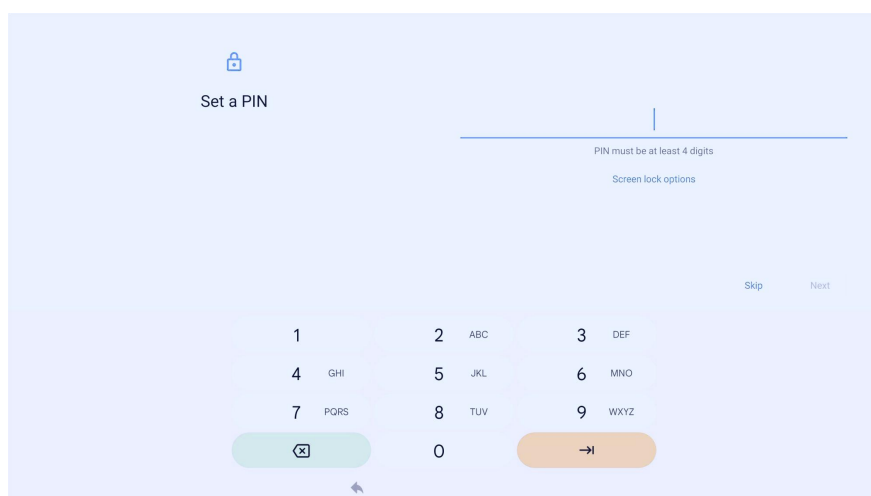 Set a PIN
PIN must be at least 4 digits
Screen lock options
Skip Next
1 2 ABC 3 DEF
4 GHI 5 JKL 6 MNO
7 PQRS 8 TUV 9 WXYZ
0